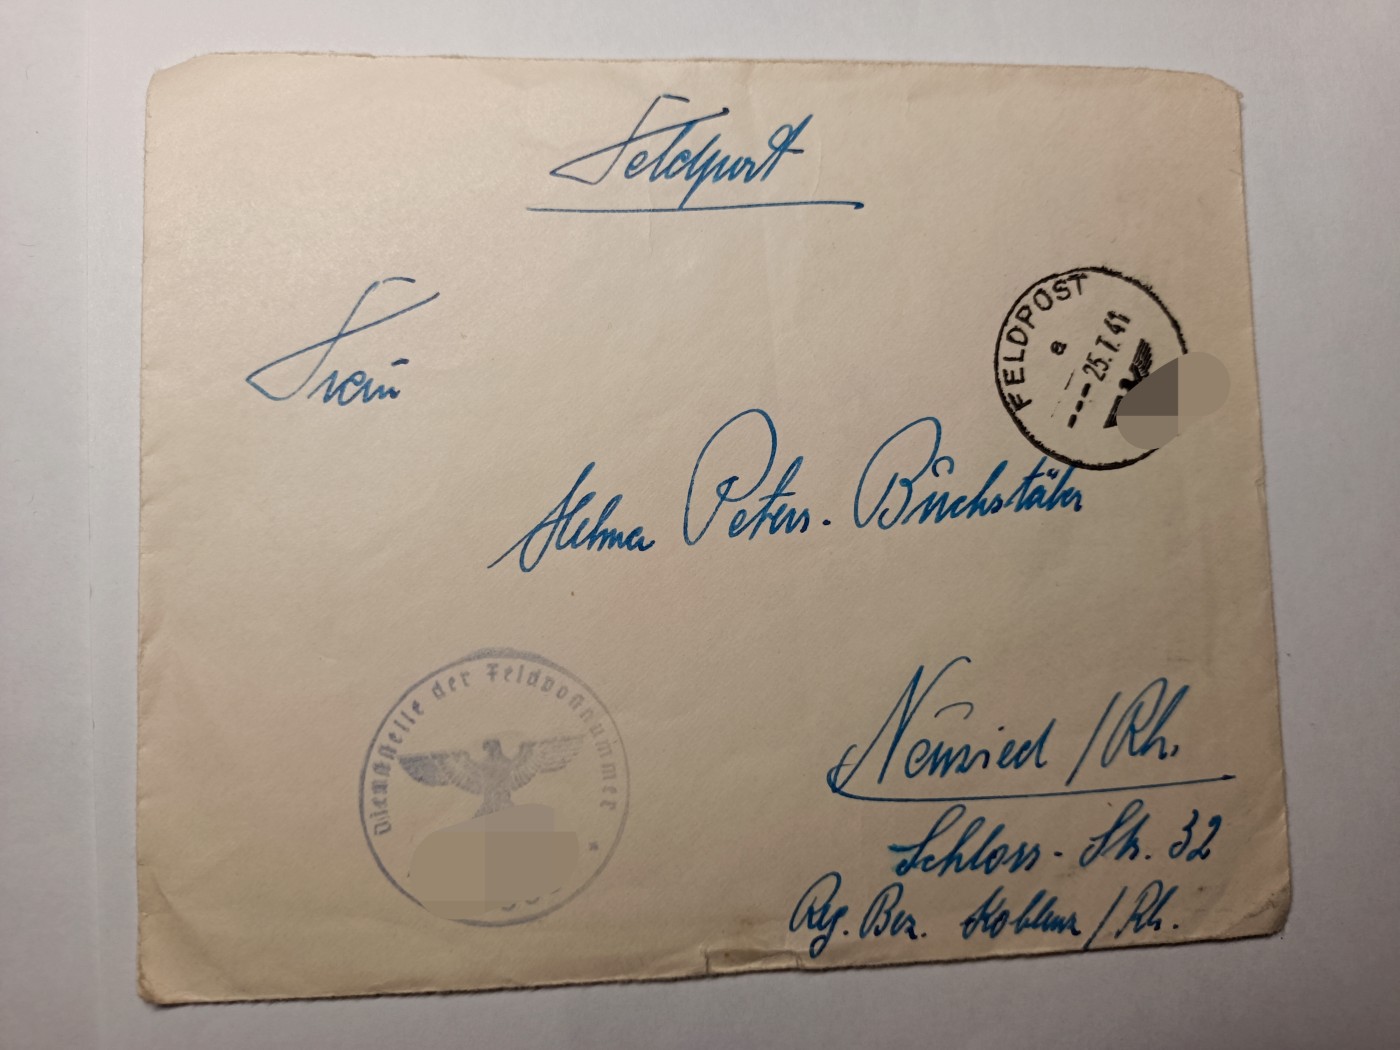 Feldpost
FELDPOST
a
25.7.41
Frau
Helma Peters-Buchstäber
Neuwied / Rh.
Schloss-Str. 32
Reg. Bez. Koblenz / Rh.
Dienststelle der Feldpostnummer